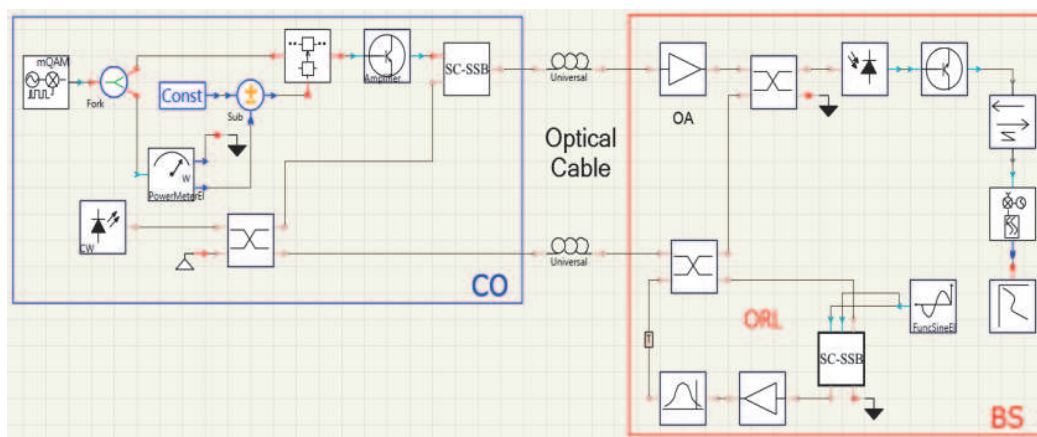 mQAM
Fork
Const
Sub
W
PowerMeterEl
Amplifier
SC-SSB
CW
CO
Universal
Optical
Cable
Universal
OA
ORL
FuncSineEl
SC-SSB
BS